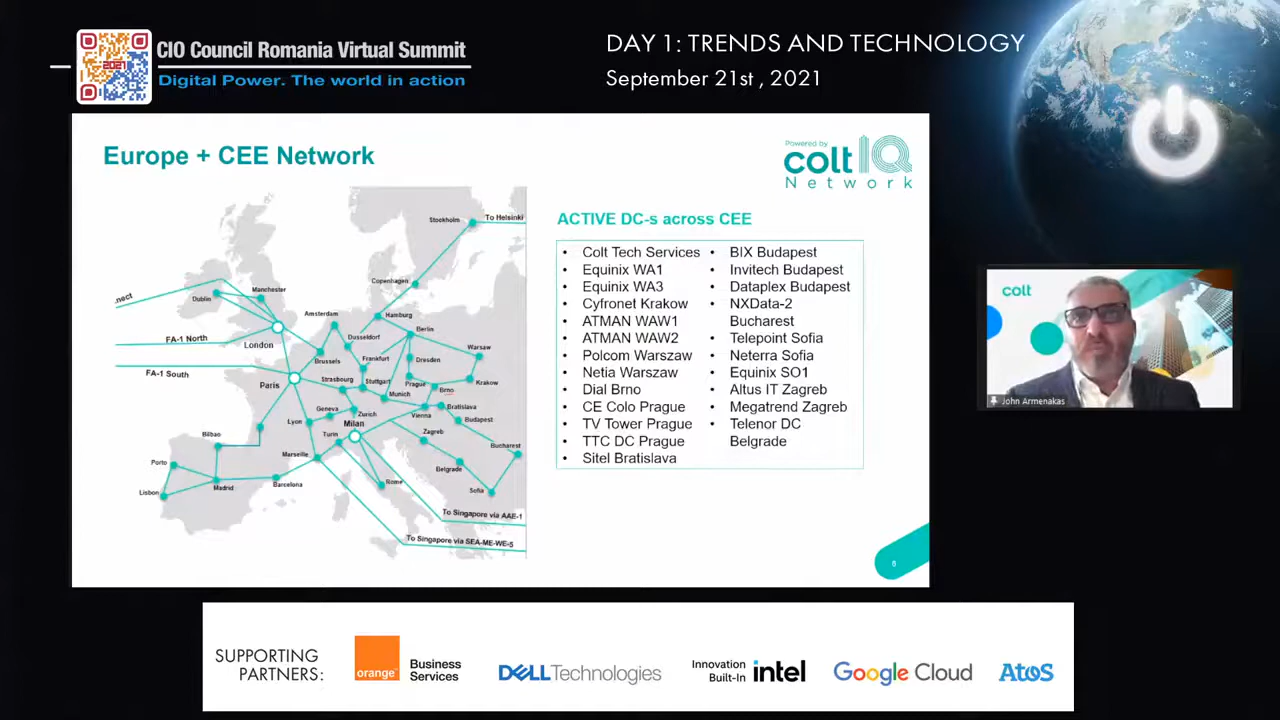 CIO Council Romania Virtual Summit
Digital Power. The world in action
2021
DAY 1: TRENDS AND TECHNOLOGY
September 21st , 2021
Europe + CEE Network
Powered by
colt IQ
Network
ACTIVE DC-s across CEE
• Colt Tech Services
• Equinix WA1
• Equinix WA3
• Cyfronet Krakow
• ATMAN WAW1
• ATMAN WAW2
• Polcom Warszaw
• Netia Warszaw
• Dial Brno
• CE Colo Prague
• TV Tower Prague
• TTC DC Prague
• Sitel Bratislava
• BIX Budapest
• Invitech Budapest
• Dataplex Budapest
• NXData-2
Bucharest
• Telepoint Sofia
• Neterra Sofia
• Equinix SO1
• Altus IT Zagreb
• Megatrend Zagreb
• Telenor DC
Belgrade
Stockholm
To Helsinki
Copenhagen
Manchester
Dublin
...nect
Hamburg
Amsterdam
Berlin
FA-1 North
London
Dusseldorf
Warsaw
Brussels
Frankfurt
Dresden
FA-1 South
Paris
Strasbourg
Stuttgart
Prague
Krakow
Munich
Brno
Geneva
Zurich
Vienna
Bratislava
Lyon
Milan
Budapest
Turin
Zagreb
Bilbao
Marseille
Bucharest
Porto
Belgrade
Madrid
Barcelona
Rome
Lisbon
Sofia
To Singapore via AAE-1
To Singapore via SEA-ME-WE-5
8
colt
John Armenakas
SUPPORTING
PARTNERS:
orange™
Business
Services
DELL Technologies
Innovation
Built-In
intel
Google Cloud
Atos